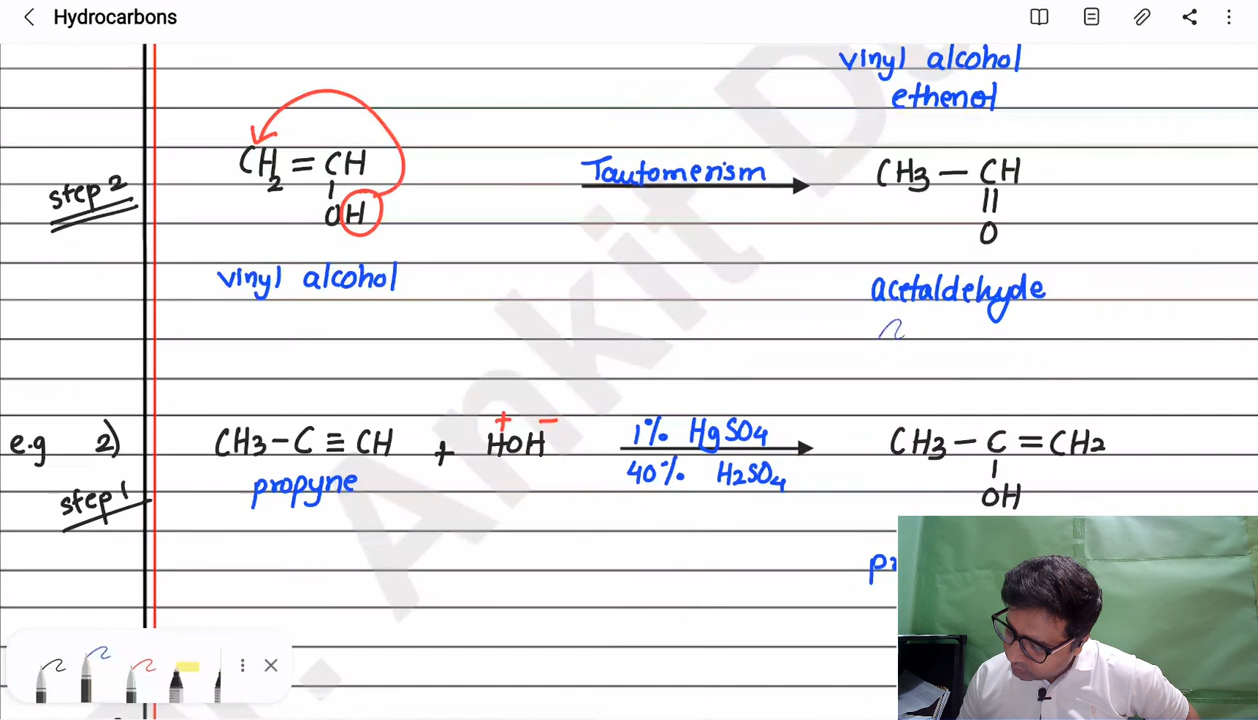 Hydrocarbons
vinyl alcohol
ethenol
step 2
CH2 = CH
OH
Tautomerism
CH3 — CH
||
O
vinyl alcohol
acetaldehyde
e.g 2)
CH3 – C ≡ CH + HOH
+ −
1% HgSO4
40% H2SO4
CH3 — C = CH2
OH
step 1
propyne
Ankit